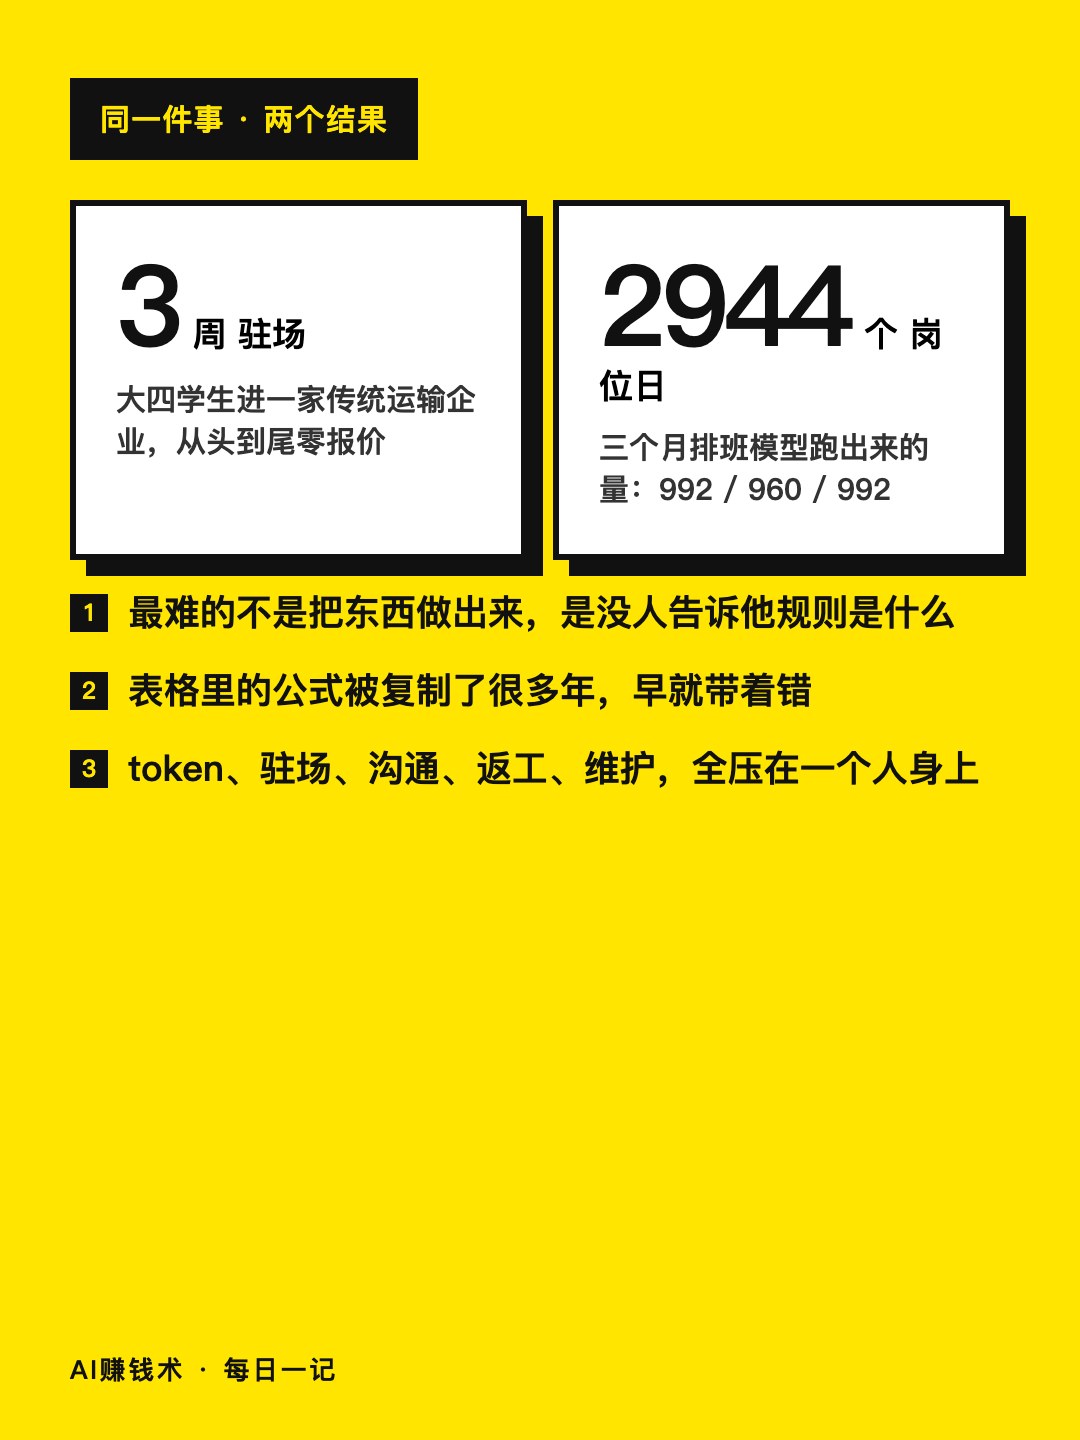 同一件事 · 两个结果
3 周 驻场
大四学生进一家传统运输企
业，从头到尾零报价
2944 个 岗
位日
三个月排班模型跑出来的
量：992 / 960 / 992
1 最难的不是把东西做出来，是没人告诉他规则是什么
2 表格里的公式被复制了很多年，早就带着错
3 token、驻场、沟通、返工、维护，全压在一个人身上
AI赚钱术 · 每日一记